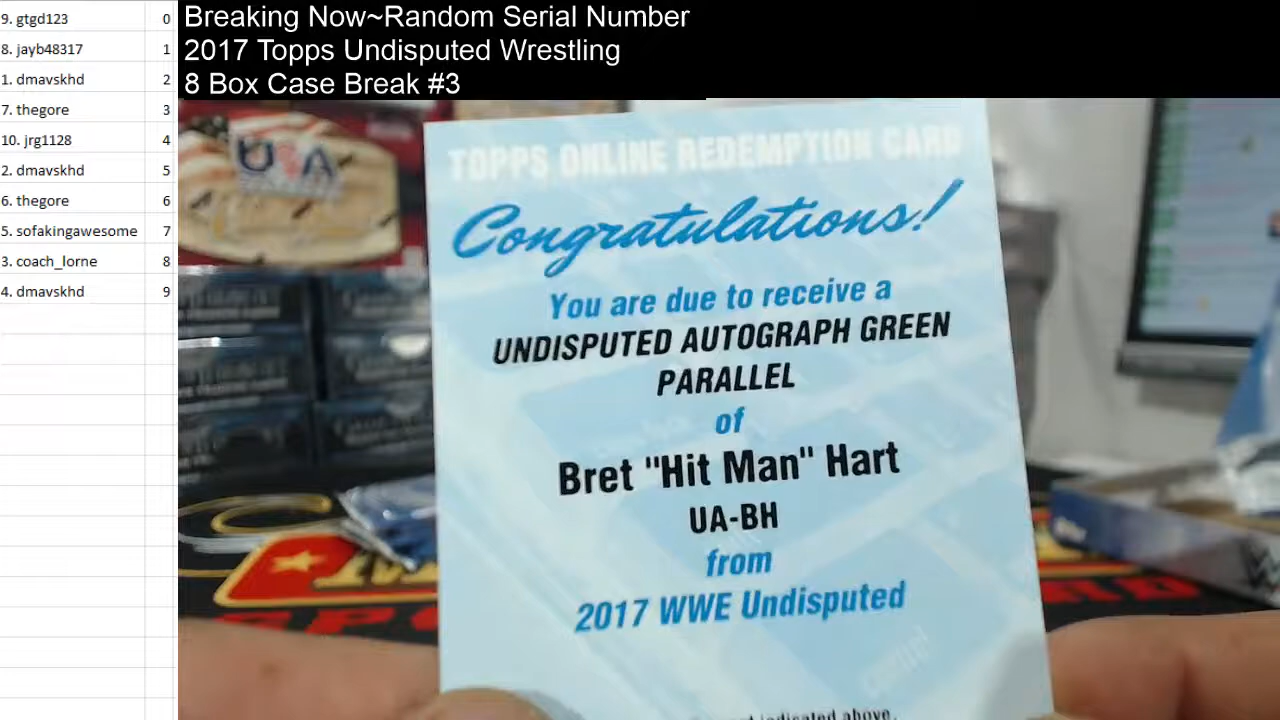 9. gtgd123 0
8. jayb48317 1
1. dmavskhd 2
7. thegore 3
10. jrg1128 4
2. dmavskhd 5
6. thegore 6
5. sofakingawesome 7
3. coach_lorne 8
4. dmavskhd 9
Breaking Now~Random Serial Number
2017 Topps Undisputed Wrestling
8 Box Case Break #3
USA
TOPPS ONLINE REDEMPTION CARD
Congratulations!
You are due to receive a
UNDISPUTED AUTOGRAPH GREEN
PARALLEL
of
Bret "Hit Man" Hart
UA-BH
from
2017 WWE Undisputed
indicated above.